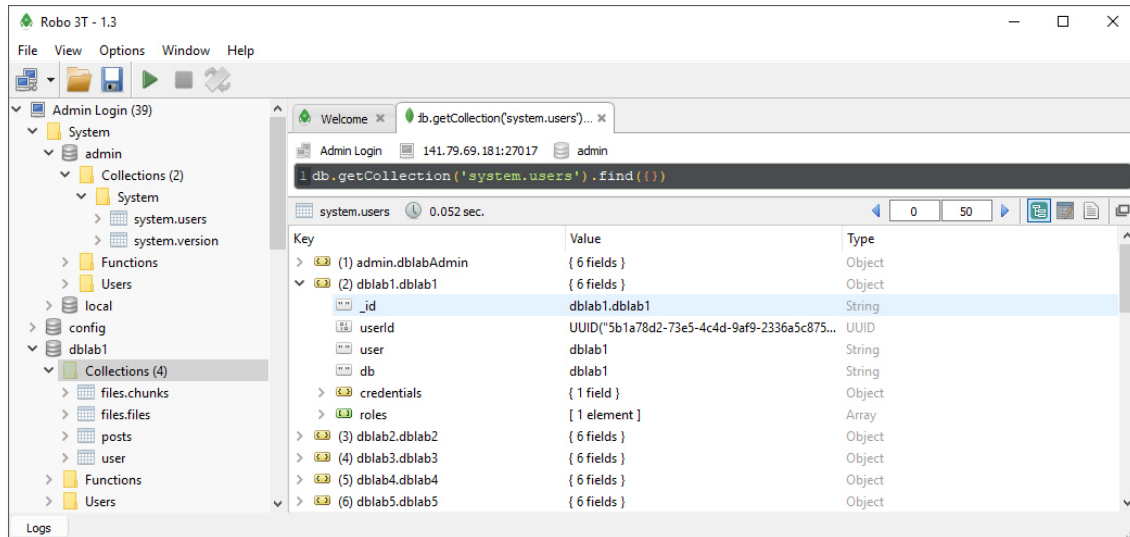 Robo 3T - 1.3
File View Options Window Help
Admin Login (39)
System
admin
Collections (2)
System
system.users
system.version
Functions
Users
local
config
dblab1
Collections (4)
files.chunks
files.files
posts
user
Functions
Users
Welcome db.getCollection('system.users')...
Admin Login 141.79.69.181:27017 admin
1 db.getCollection('system.users').find({})
system.users 0.052 sec. 0 50
Key Value Type
(1) admin.dblabAdmin { 6 fields } Object
(2) dblab1.dblab1 { 6 fields } Object
_id dblab1.dblab1 String
userId UUID("5b1a78d2-73e5-4c4d-9af9-2336a5c875... UUID
user dblab1 String
db dblab1 String
credentials { 1 field } Object
roles [ 1 element ] Array
(3) dblab2.dblab2 { 6 fields } Object
(4) dblab3.dblab3 { 6 fields } Object
(5) dblab4.dblab4 { 6 fields } Object
(6) dblab5.dblab5 { 6 fields } Object
Logs